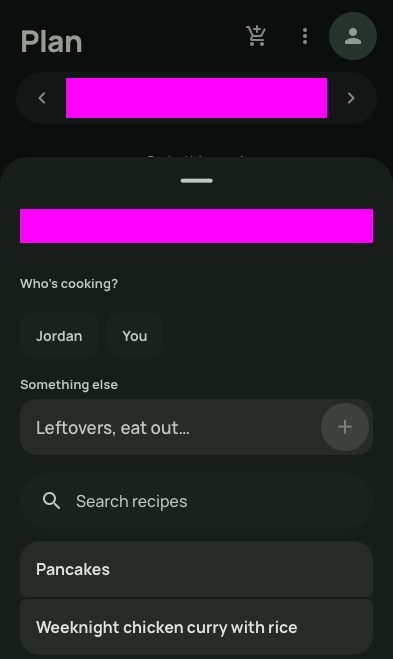 Plan
Who's cooking?
Jordan
You
Something else
Leftovers, eat out...
Search recipes
Pancakes
Weeknight chicken curry with rice